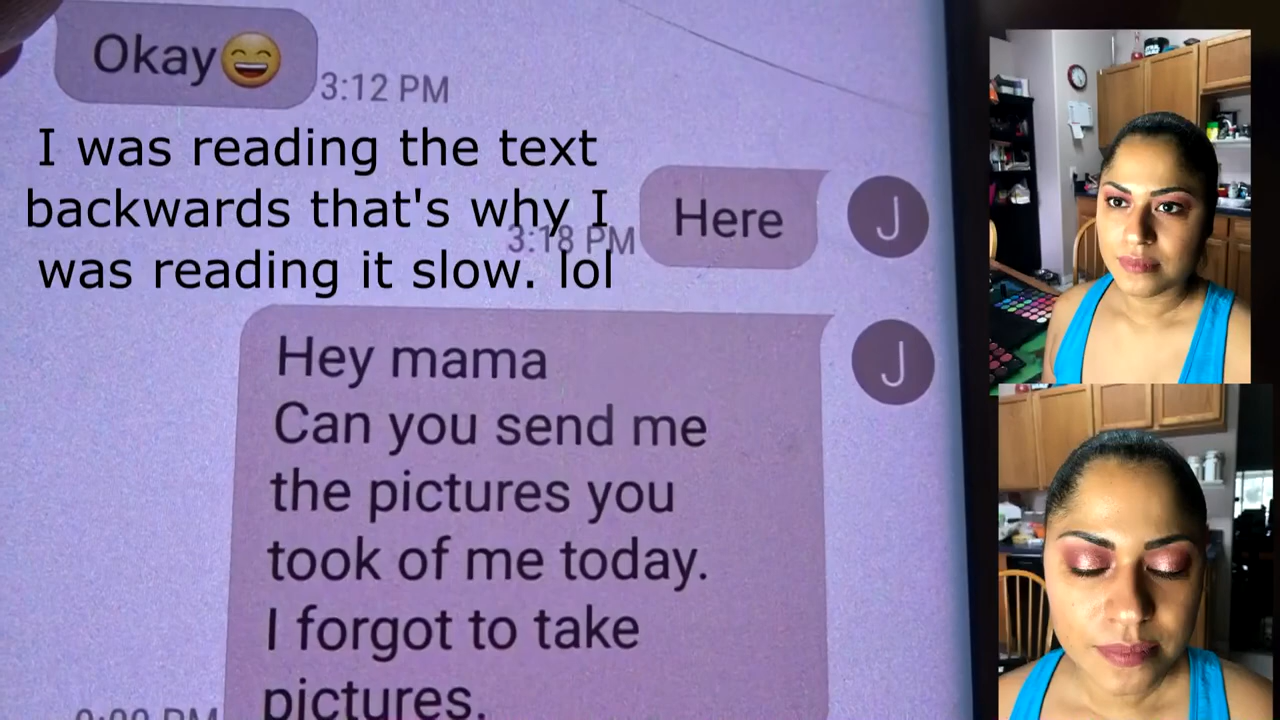 Okay😄
3:12 PM
I was reading the text
backwards that's why I
was reading it slow. lol
Here
J
3:18 PM
Hey mama
J
Can you send me
the pictures you
took of me today.
I forgot to take
pictures.
PM